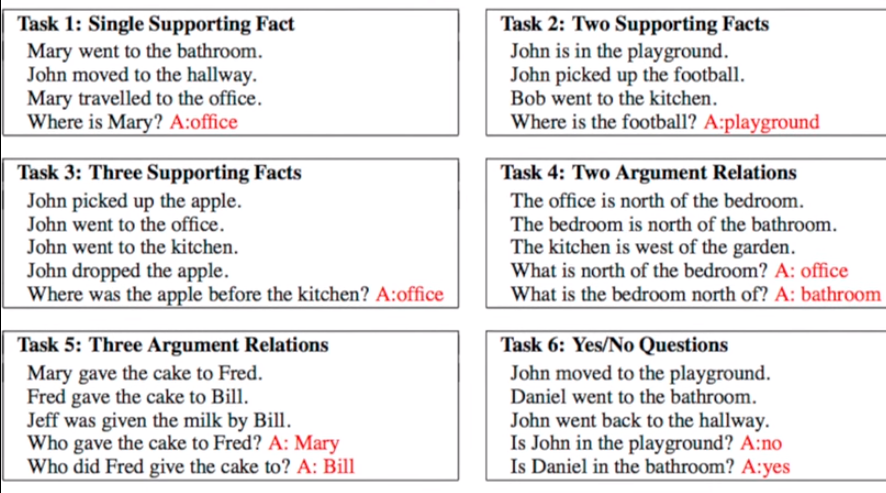 Task 1: Single Supporting Fact
Mary went to the bathroom.
John moved to the hallway.
Mary travelled to the office.
Where is Mary? A:office
Task 2: Two Supporting Facts
John is in the playground.
John picked up the football.
Bob went to the kitchen.
Where is the football? A:playground
Task 3: Three Supporting Facts
John picked up the apple.
John went to the office.
John went to the kitchen.
John dropped the apple.
Where was the apple before the kitchen? A:office
Task 4: Two Argument Relations
The office is north of the bedroom.
The bedroom is north of the bathroom.
The kitchen is west of the garden.
What is north of the bedroom? A: office
What is the bedroom north of? A: bathroom
Task 5: Three Argument Relations
Mary gave the cake to Fred.
Fred gave the cake to Bill.
Jeff was given the milk by Bill.
Who gave the cake to Fred? A: Mary
Who did Fred give the cake to? A: Bill
Task 6: Yes/No Questions
John moved to the playground.
Daniel went to the bathroom.
John went back to the hallway.
Is John in the playground? A:no
Is Daniel in the bathroom? A:yes